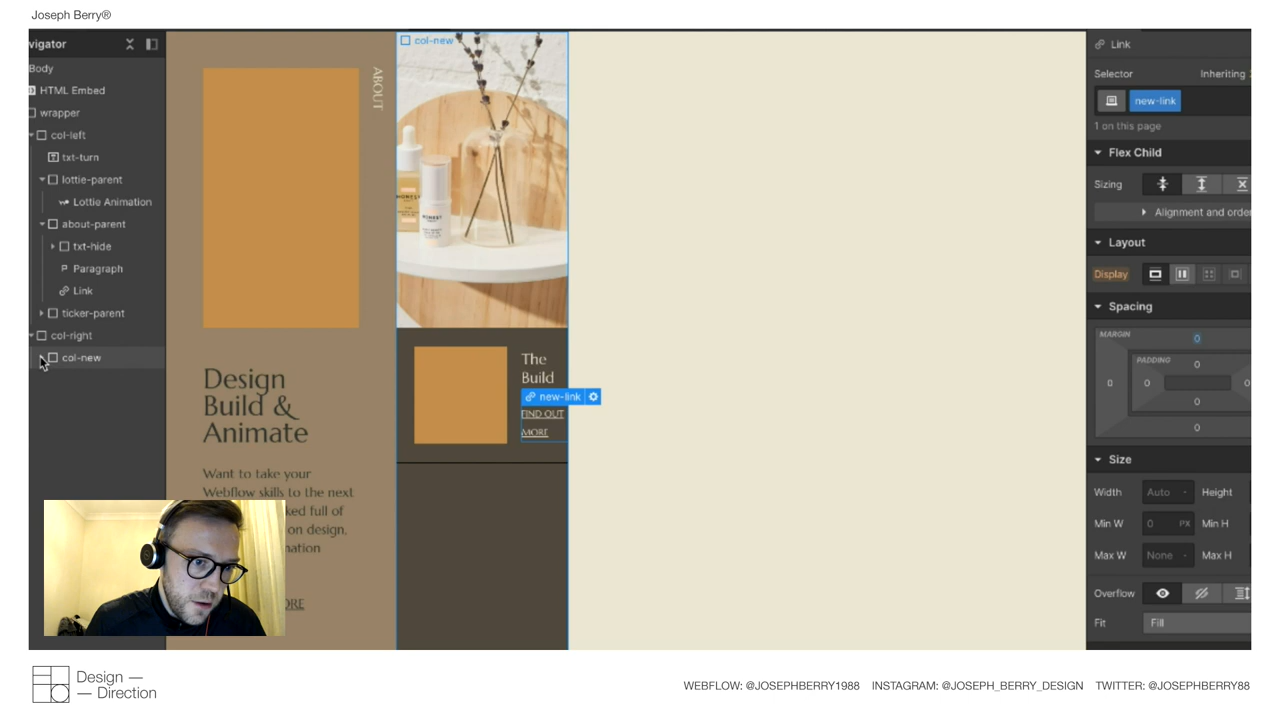 Joseph Berry®
vigator
Body
HTML Embed
wrapper
col-left
txt-turn
lottie-parent
Lottie Animation
about-parent
txt-hide
Paragraph
Link
ticker-parent
col-right
col-new
ABOUT
Design
Build &
Animate
Want to take your
Webflow skills to the next
ked full of
on design,
mation
ORE
col-new
HONEST
HONEST
The
Build
new-link
FIND OUT
MORE
Link
Selector
Inheriting
new-link
1 on this page
Flex Child
Sizing
Alignment and order
Layout
Display
Spacing
MARGIN
0
PADDING
0
0
0
0
0
0
Size
Width Auto - Height
Min W 0 PX Min H
Max W None - Max H
Overflow
Fit Fill
Design —
— Direction
WEBFLOW: @JOSEPHBERRY1988 INSTAGRAM: @JOSEPH_BERRY_DESIGN TWITTER: @JOSEPHBERRY88